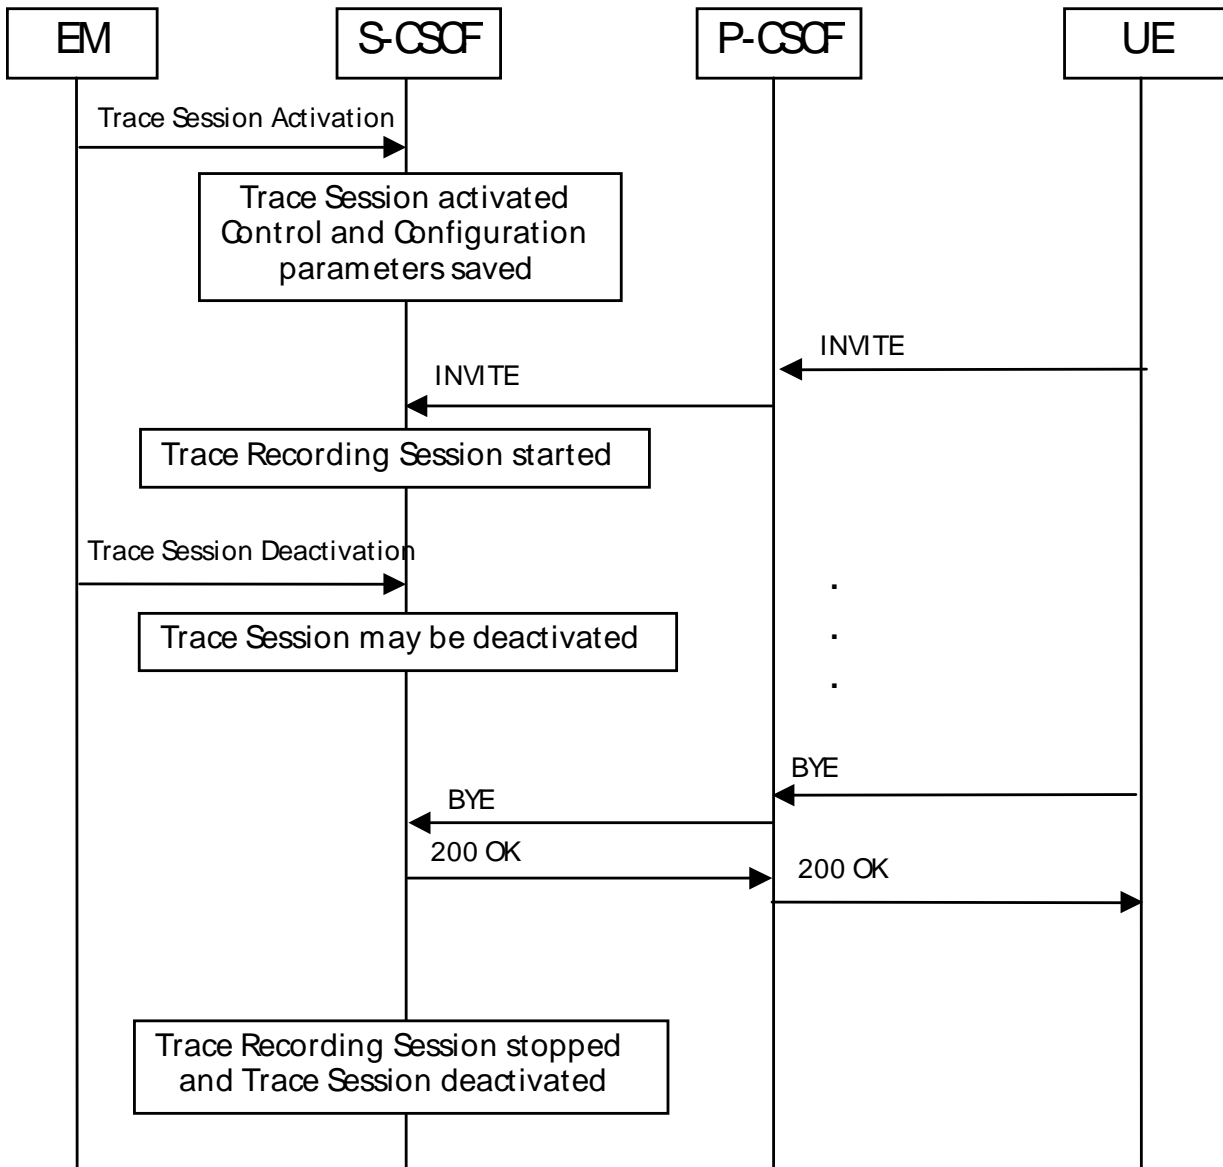 EM
S-CSCF
P-CSCF
UE
Trace Session Activation
Trace Session activated
Control and Configuration
parameters saved
INVITE
INVITE
Trace Recording Session started
Trace Session Deactivation
.
Trace Session may be deactivated
.
.
BYE
BYE
200 OK
200 OK
Trace Recording Session stopped
and Trace Session deactivated